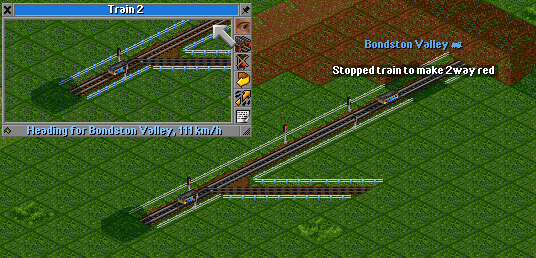 Train 2
Heading for Bondston Valley, 111 km/h
Bondston Valley
Stopped train to make 2way red